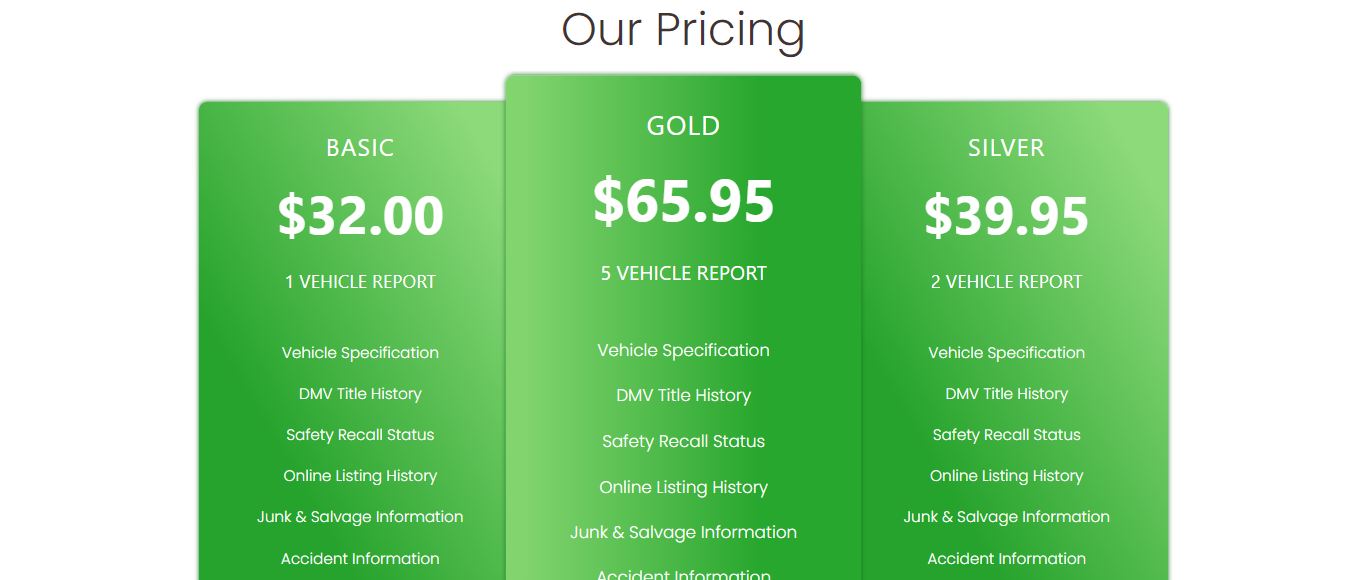 Our Pricing
BASIC
$32.00
1 VEHICLE REPORT
Vehicle Specification
DMV Title History
Safety Recall Status
Online Listing History
Junk & Salvage Information
Accident Information
GOLD
$65.95
5 VEHICLE REPORT
Vehicle Specification
DMV Title History
Safety Recall Status
Online Listing History
Junk & Salvage Information
Accident Information
SILVER
$39.95
2 VEHICLE REPORT
Vehicle Specification
DMV Title History
Safety Recall Status
Online Listing History
Junk & Salvage Information
Accident Information